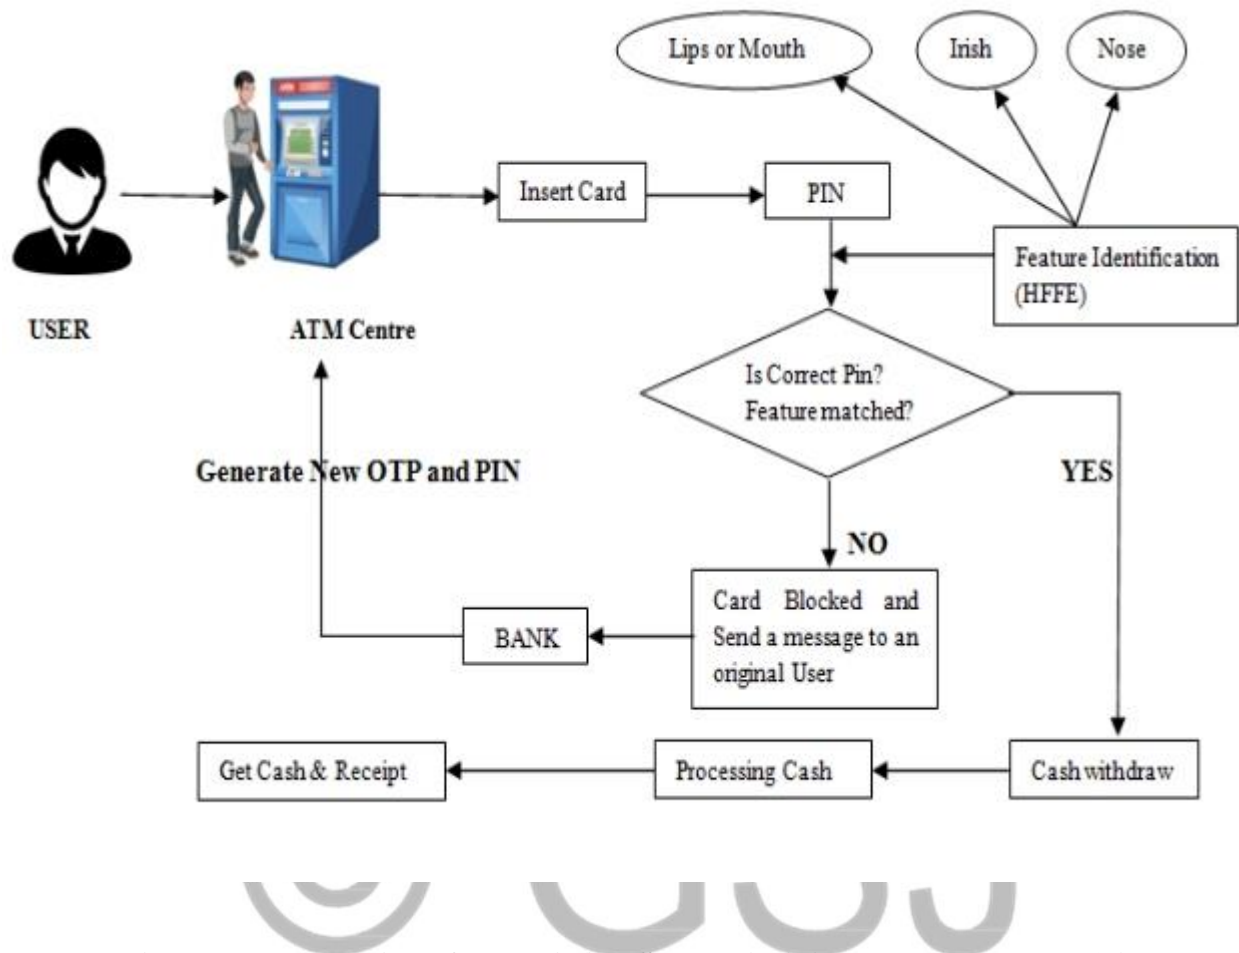 Lips or Mouth
Irish
Nose
Insert Card
PIN
Feature Identification
(HFFE)
USER
ATM Centre
Is Correct Pin?
Feature matched?
Generate New OTP and PIN
YES
NO
Card Blocked and
Send a message to an
original User
BANK
Get Cash & Receipt
Processing Cash
Cash withdraw
© GSJ